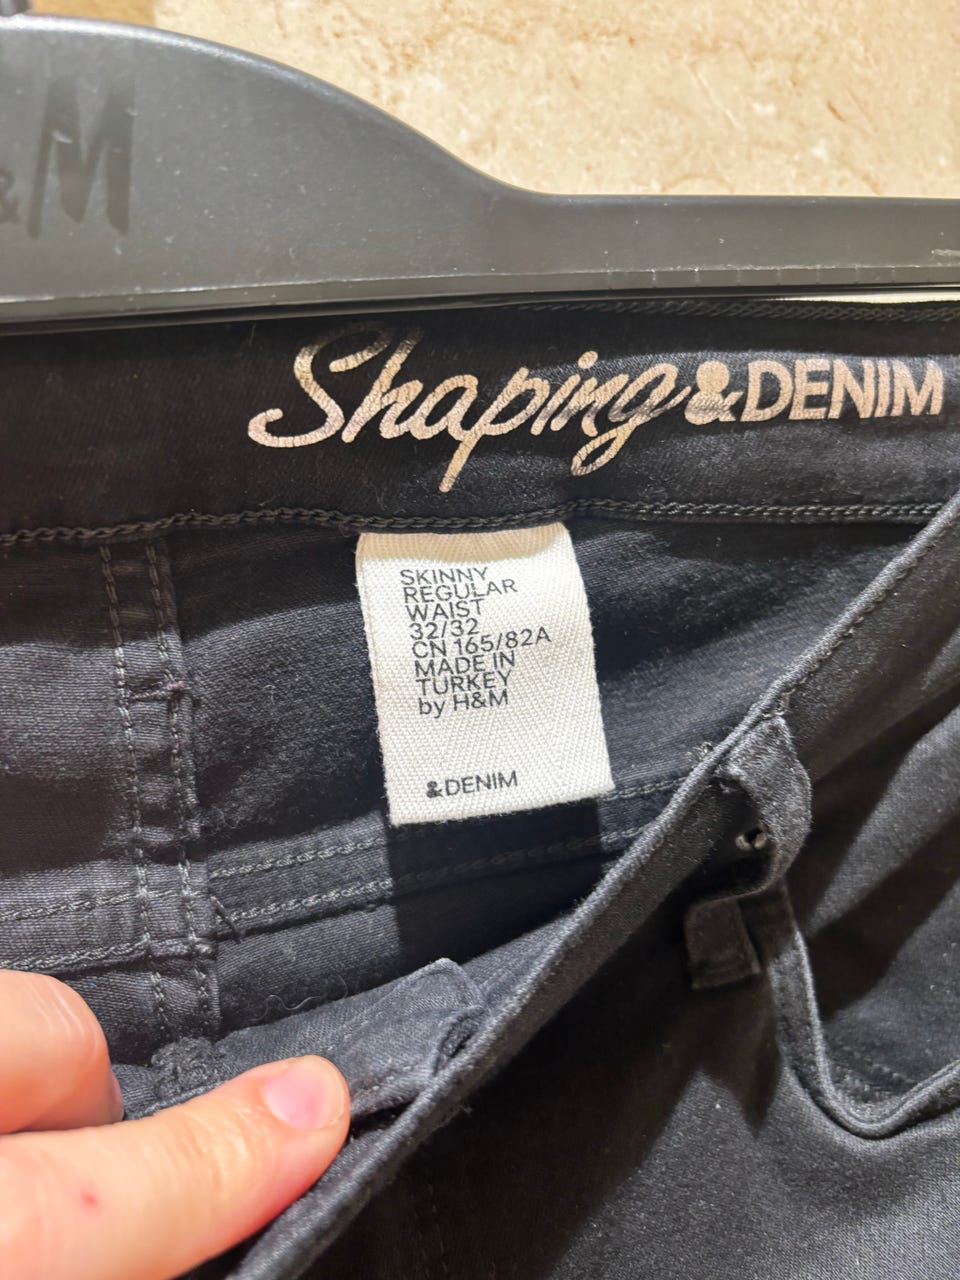 &M
Shaping &DENIM
SKINNY
REGULAR
WAIST
32/32
CN 165/82A
MADE IN
TURKEY
by H&M
&DENIM